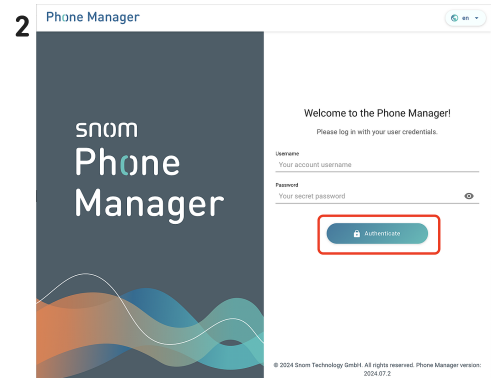 2
Phone Manager
en
snom
Phone
Manager
Welcome to the Phone Manager!
Please log in with your user credentials.
Username
Your account username
Password
Your secret password
Authenticate
© 2024 Snom Technology GmbH. All rights reserved. Phone Manager version:
2024.07.2